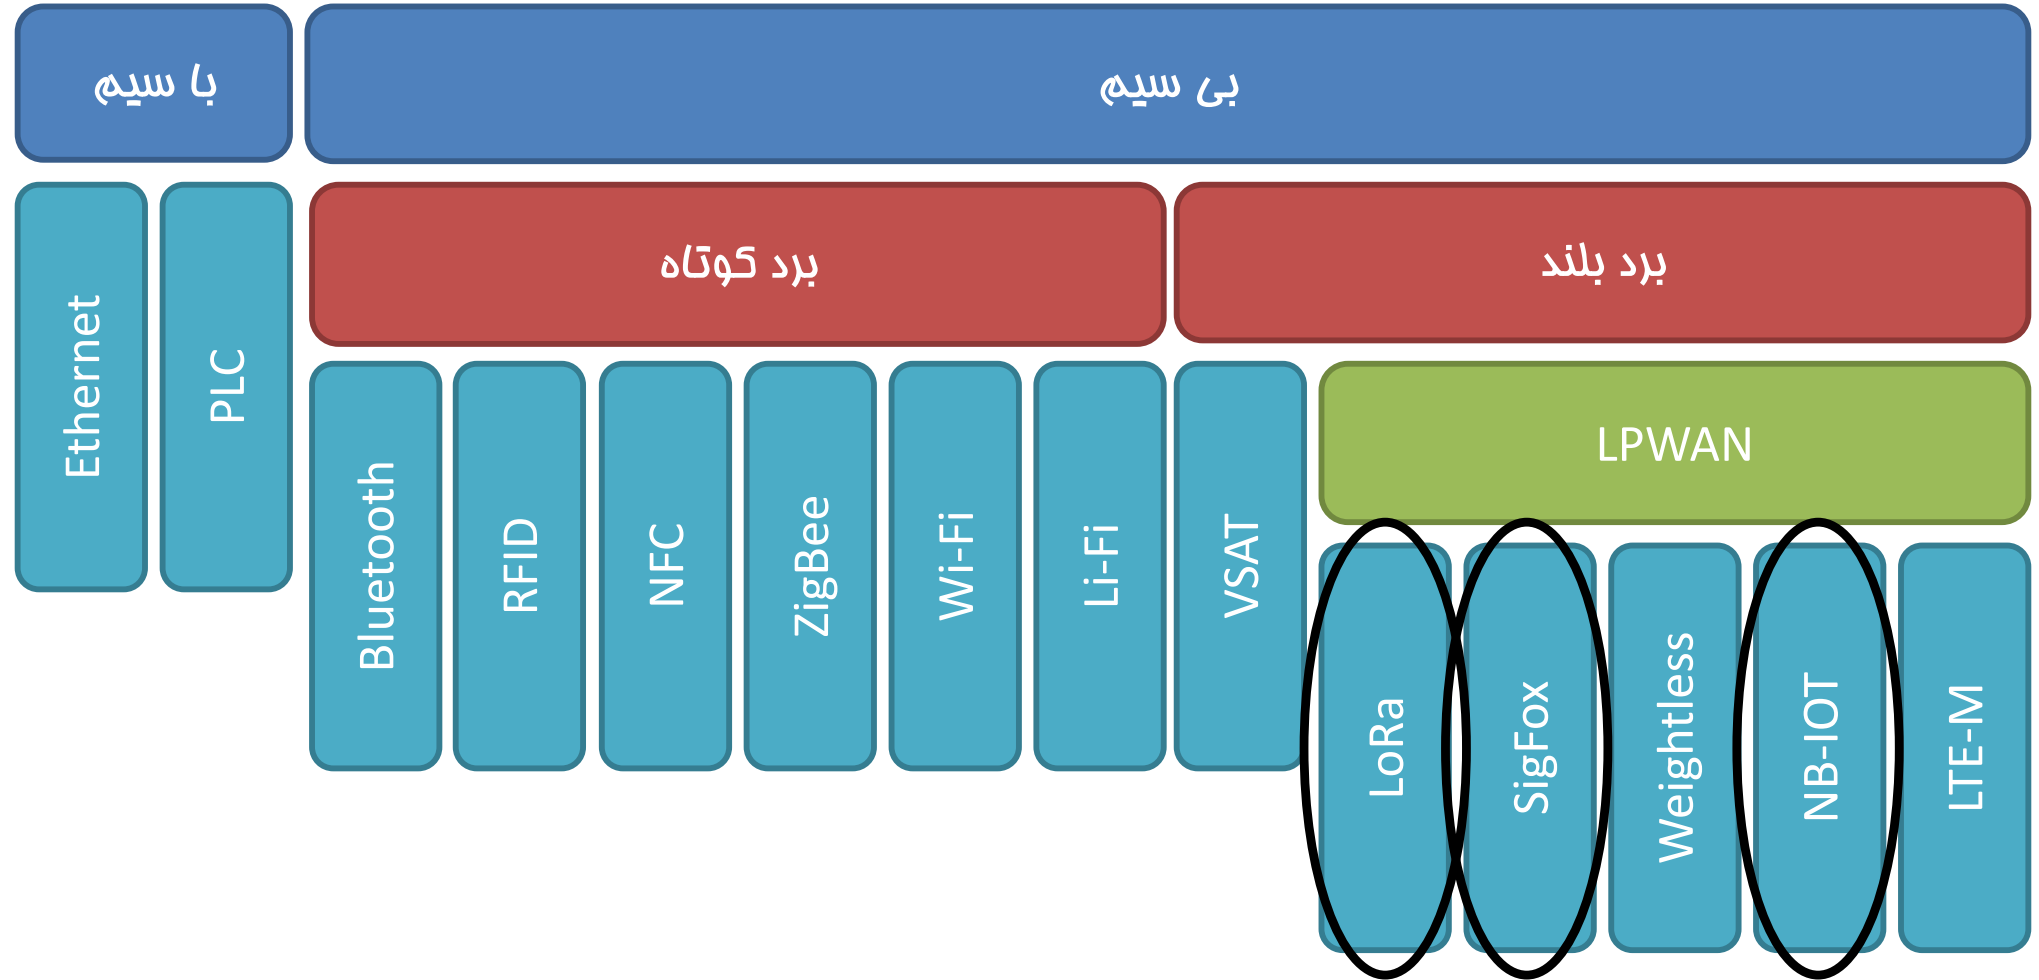 با سیم
بی سیم
Ethernet
PLC
برد کوتاه
برد بلند
Bluetooth
RFID
NFC
ZigBee
Wi-Fi
Li-Fi
VSAT
LPWAN
LoRa
SigFox
Weightless
NB-IOT
LTE-M